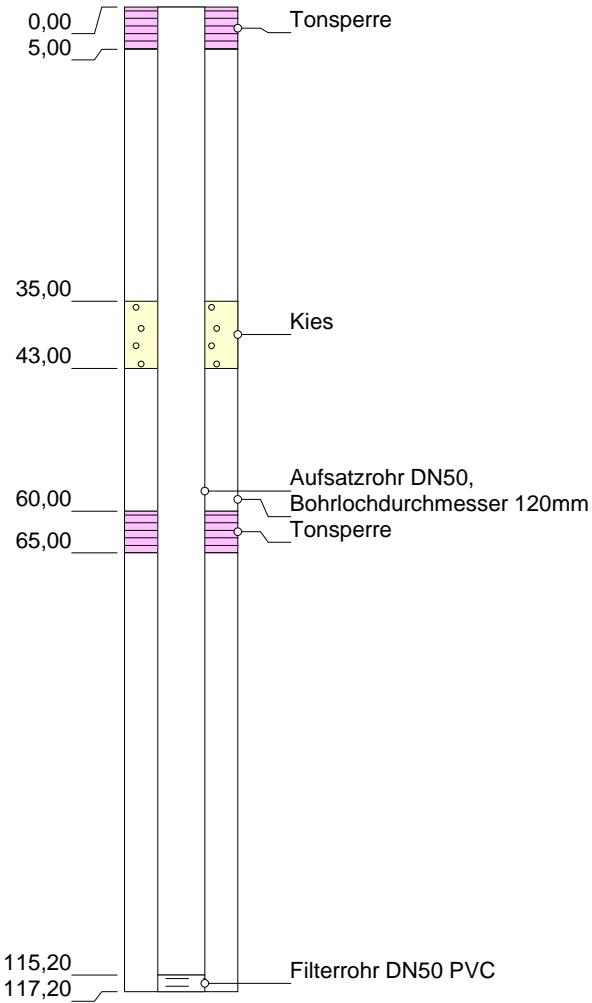 0,00
Tonsperre
5,00
35,00
Kies
43,00
Aufsatzrohr DN50,
Bohrlochdurchmesser 120mm
60,00
Tonsperre
65,00
115,20
Filterrohr DN50 PVC
117,20